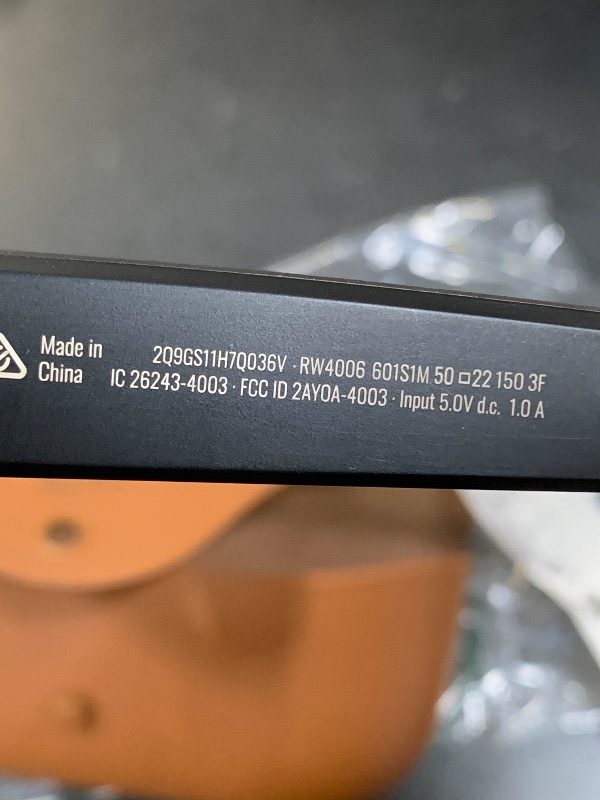 Made in 2Q9GS11H7Q036V · RW4006 601S1M 50 22 150 3F
China IC 26243-4003 · FCC ID 2AYOA-4003 · Input 5.0V d.c. 1.0 A